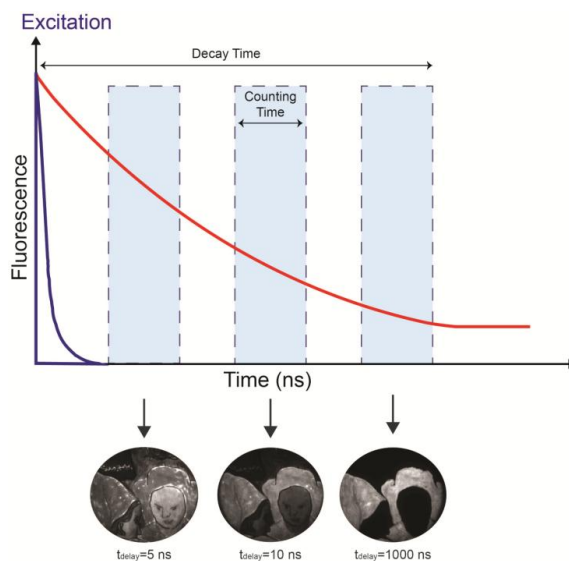 Excitation
Decay Time
Counting
Time
Fluorescence
Time (ns)
tdelay=5 ns
tdelay=10 ns
tdelay=1000 ns